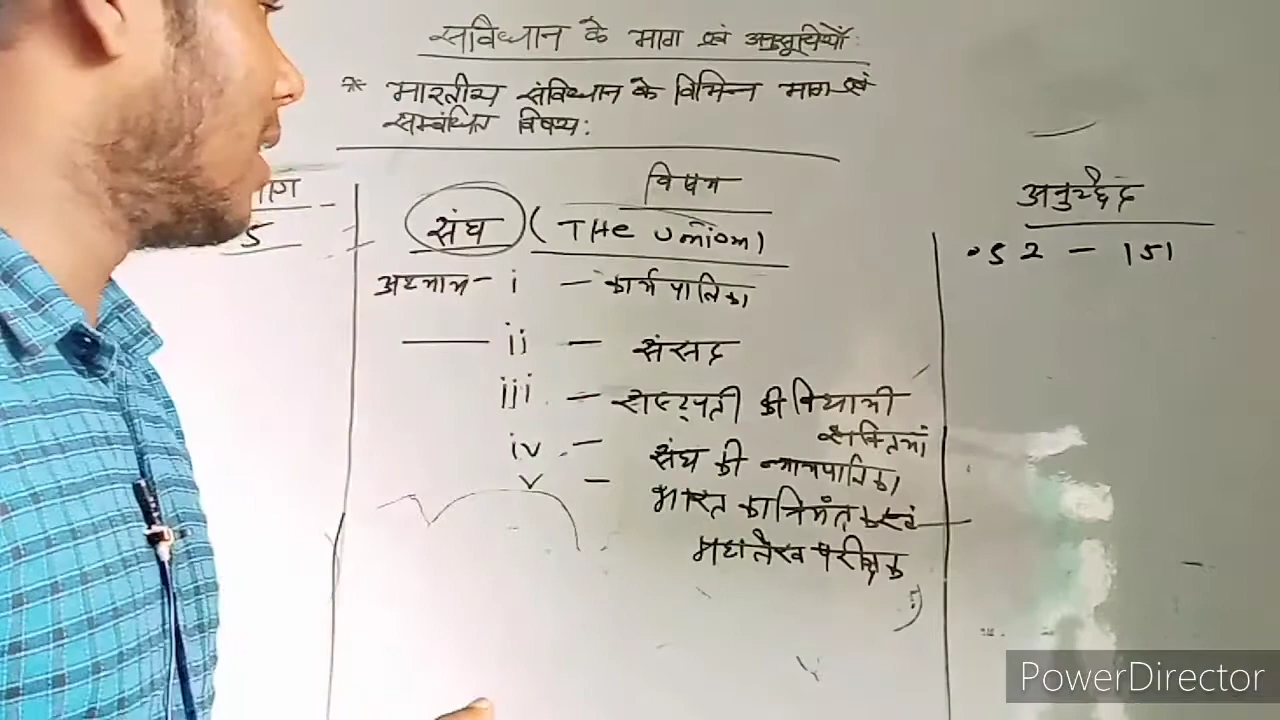 संविधान के भाग एवं अनुसूचियाँ:
* भारतीय संविधान के विभिन्न भाग एवं
सम्बंधित विषय:
भाग विषय अनुच्छेद
5 संघ (THe Union) 52 - 151
अध्याय - i - कार्यपालिका
ii - संसद
iii - राष्ट्रपती की विधायी
शक्तियां
iv - संघ की न्यायपालिका
v - भारत का नियंत्रक एवं
महालेखा परीक्षक
PowerDirector